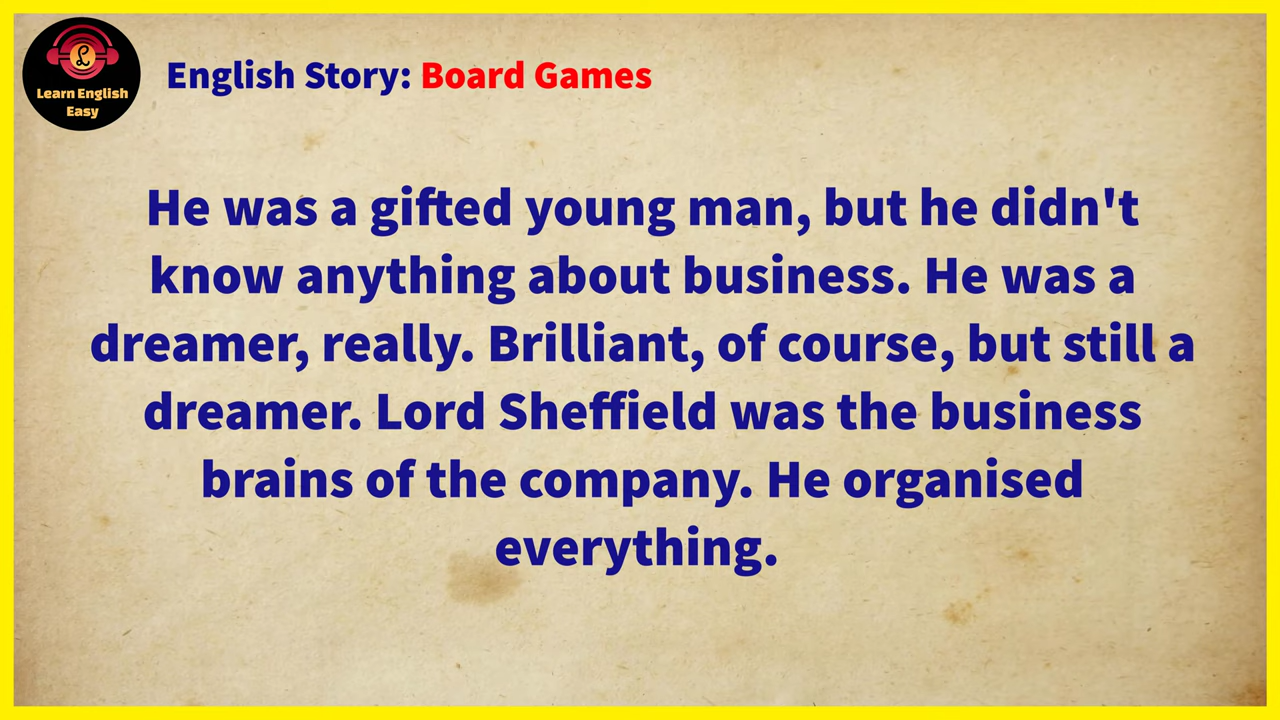 L
Learn English
Easy
English Story: Board Games
He was a gifted young man, but he didn't
know anything about business. He was a
dreamer, really. Brilliant, of course, but still a
dreamer. Lord Sheffield was the business
brains of the company. He organised
everything.